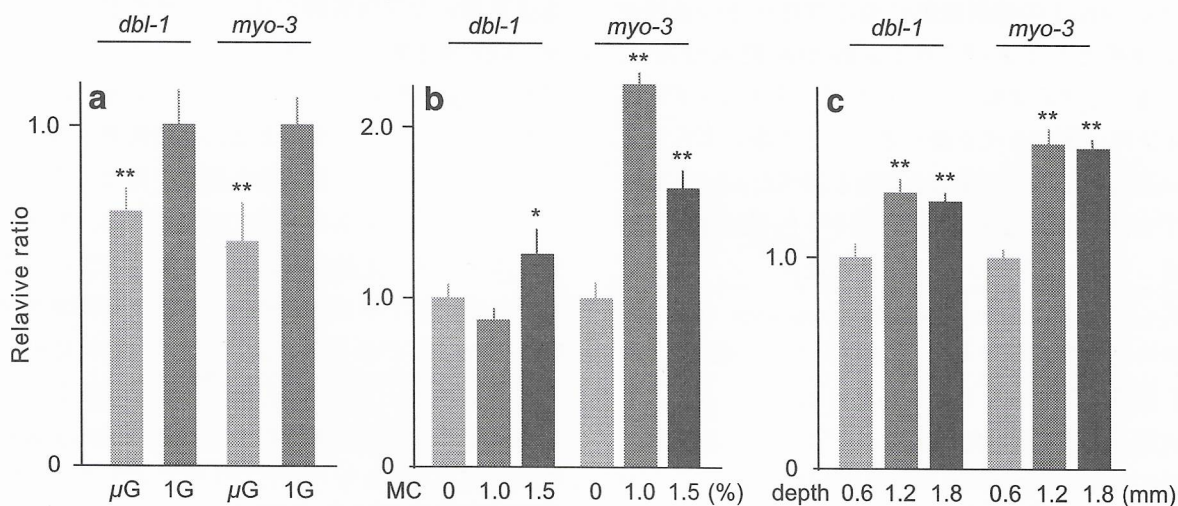 dbl-1 myo-3
a
1.0
**
**
0
Relavive ratio
μG 1G μG 1G
dbl-1 myo-3
b
2.0
1.0
0
*
**
**
MC 0 1.0 1.5 0 1.0 1.5 (%)
dbl-1 myo-3
c
1.0
0
**
**
**
**
depth 0.6 1.2 1.8 0.6 1.2 1.8 (mm)